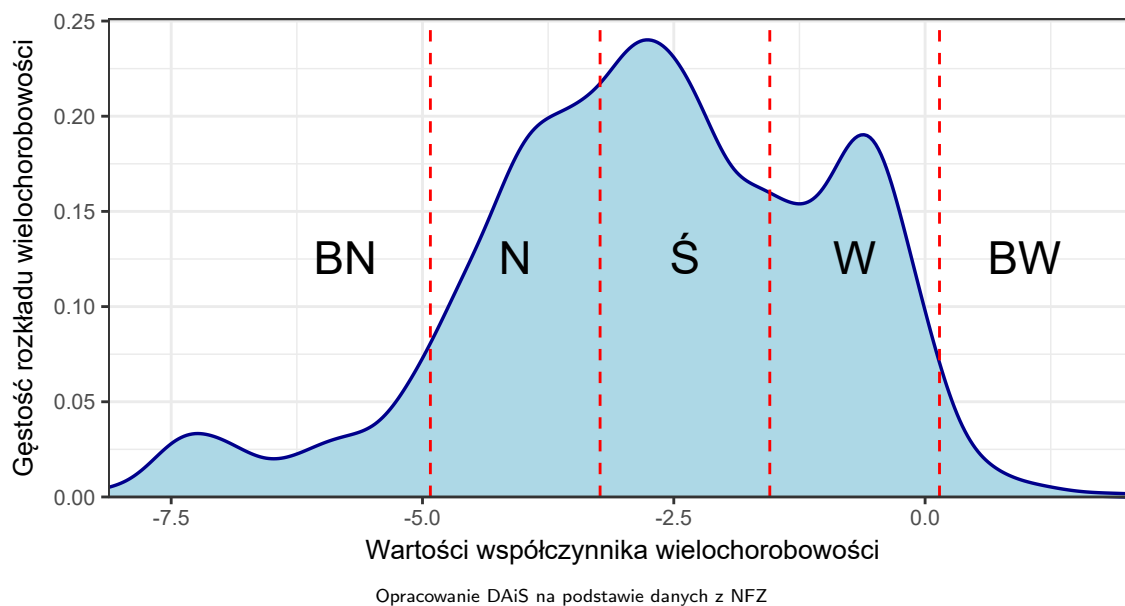 Gęstość rozkładu wielochorobowości
0.25
0.20
0.15
0.10
0.05
0.00
BN N Ś W BW
-7.5 -5.0 -2.5 0.0
Wartości współczynnika wielochorobowości
Opracowanie DAiS na podstawie danych z NFZ